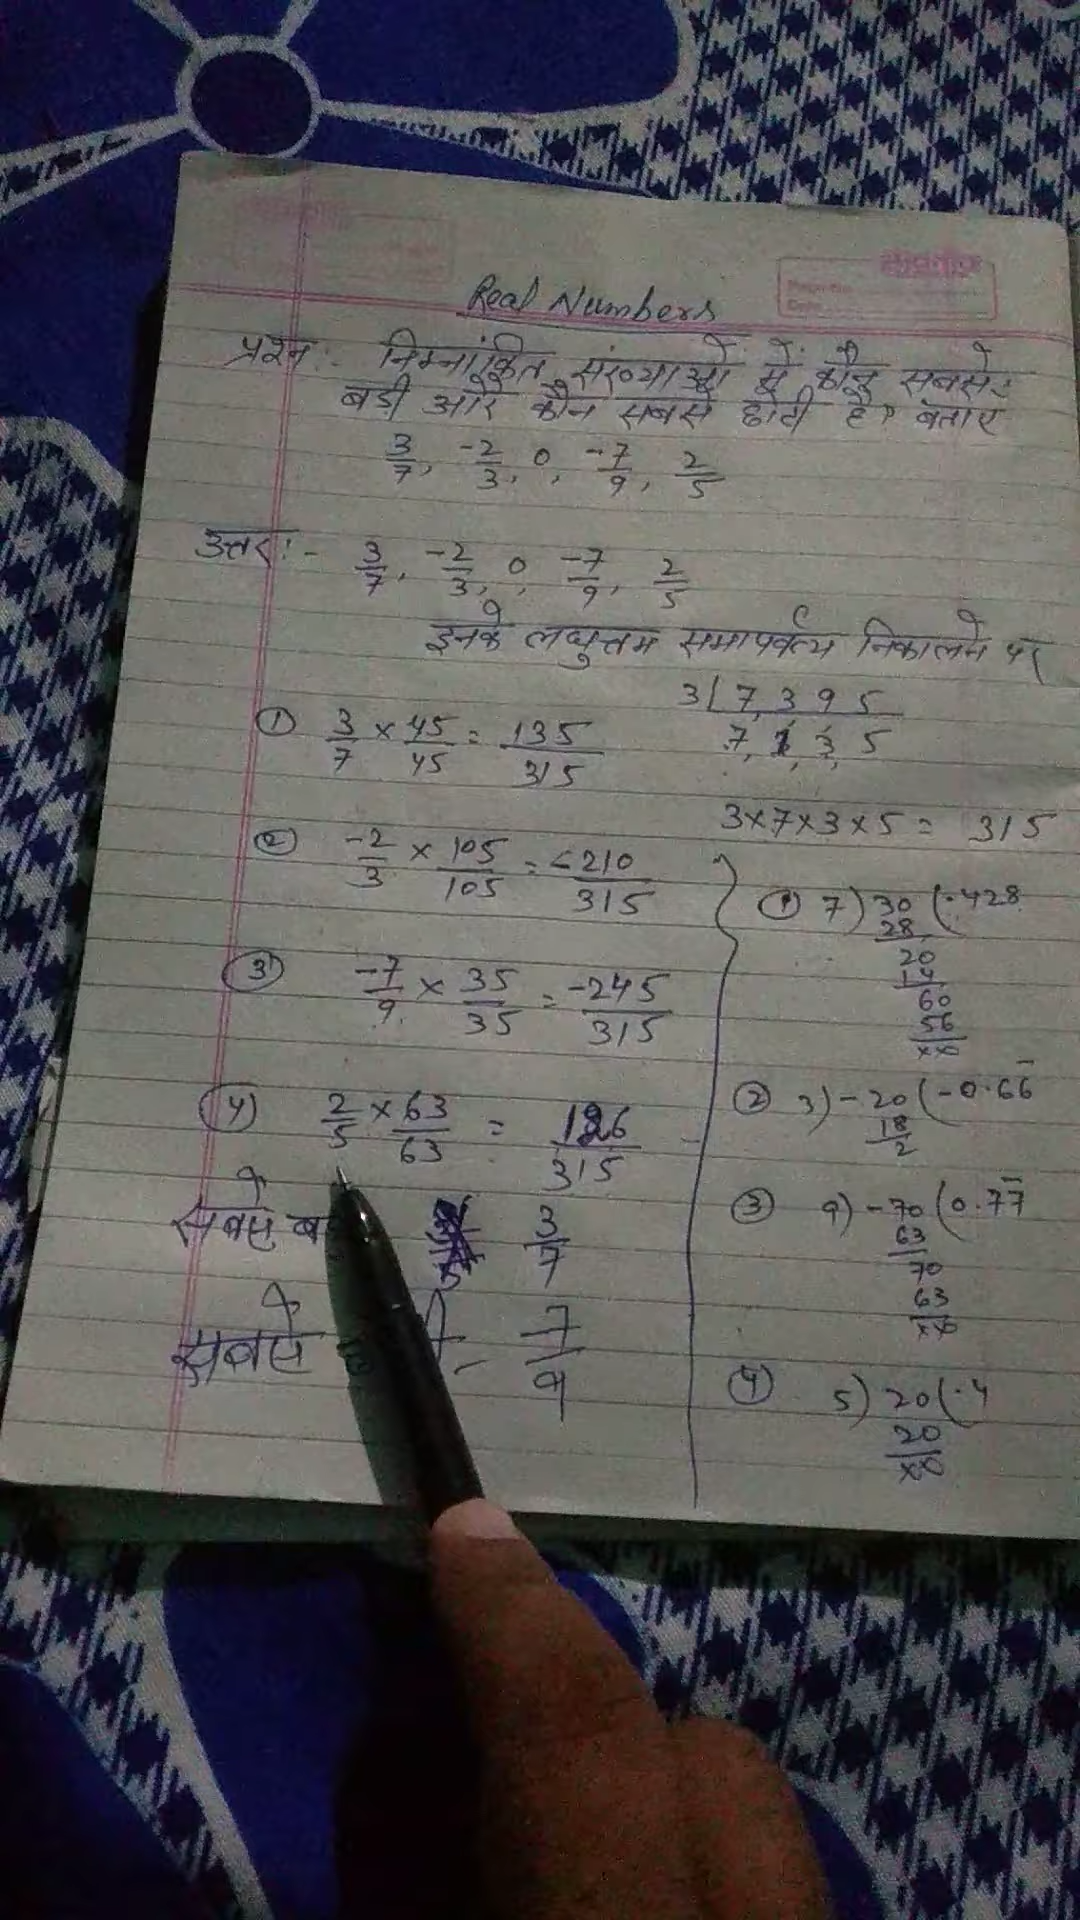 Real Numbers
प्रश्न :- निम्नांकित संख्याओं में कौन सबसे
बड़ी और कौन सबसे छोटी है? बताए
3/7, -2/3, 0, -7/9, 2/5
उत्तर :- 3/7, -2/3, 0, -7/9, 2/5
इनके लघुत्तम समापर्वत्य निकालने पर
3 | 7, 3 9 5
7, 1, 3, 5
① 3/7 × 45/45 = 135/315
3×7×3×5 = 315
② -2/3 × 105/105 = -210/315
③ -7/9 × 35/35 = -245/315
④ 2/5 × 63/63 = 126/315
सबसे 3/7
सबसे - 7/9
① 7) 30 (.428
28
20
14
60
56
××
② 3) -20 (-0.66
18
2
③ 9) -70 (0.77
63
70
63
××
④ 5) 20 (.4
20
××